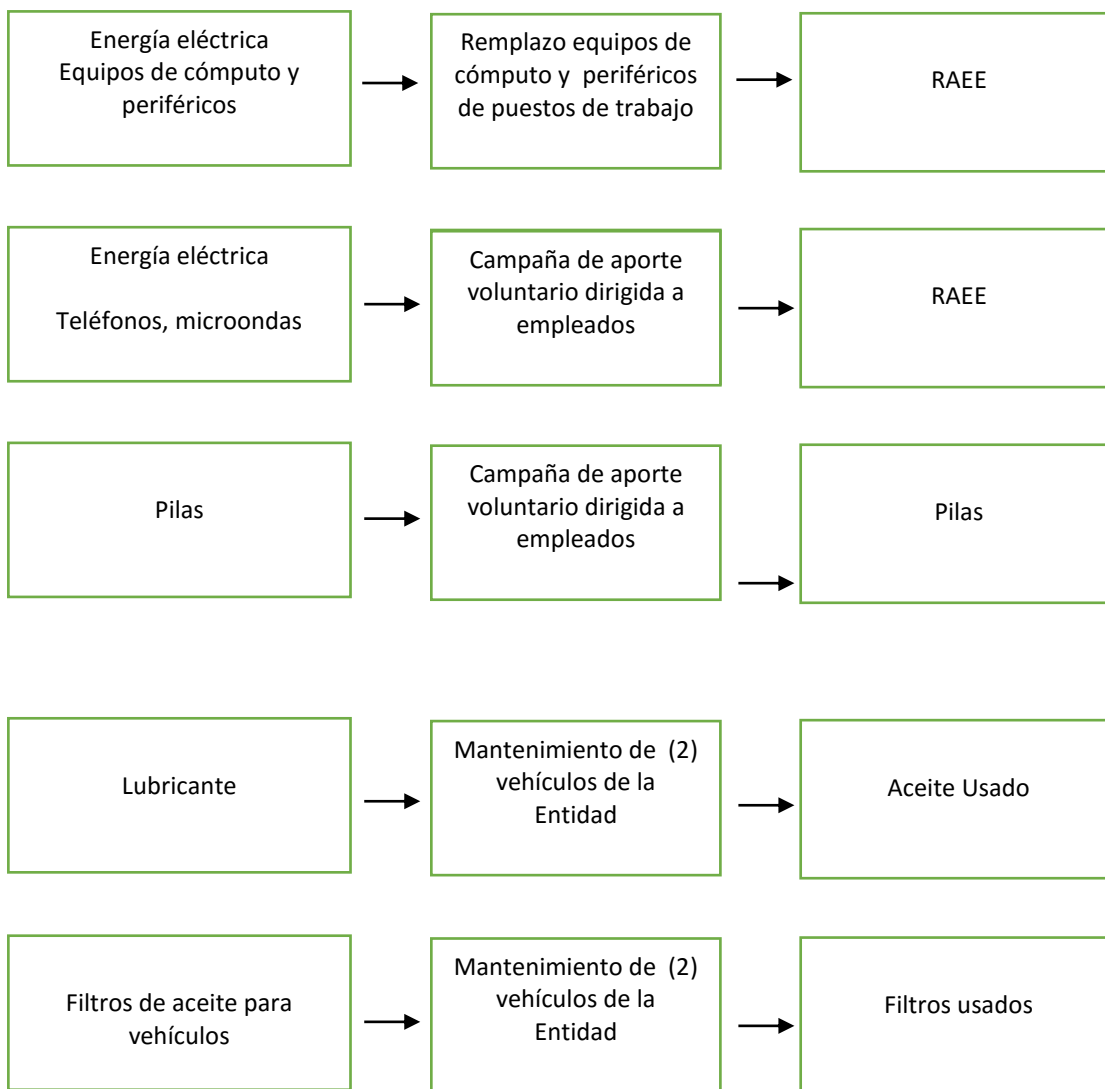 Energía eléctrica
Equipos de cómputo y
periféricos
Remplazo equipos de
cómputo y periféricos
de puestos de trabajo
RAEE
Energía eléctrica
Teléfonos, microondas
Campaña de aporte
voluntario dirigida a
empleados
RAEE
Pilas
Campaña de aporte
voluntario dirigida a
empleados
Pilas
Lubricante
Mantenimiento de (2)
vehículos de la
Entidad
Aceite Usado
Filtros de aceite para
vehículos
Mantenimiento de (2)
vehículos de la
Entidad
Filtros usados